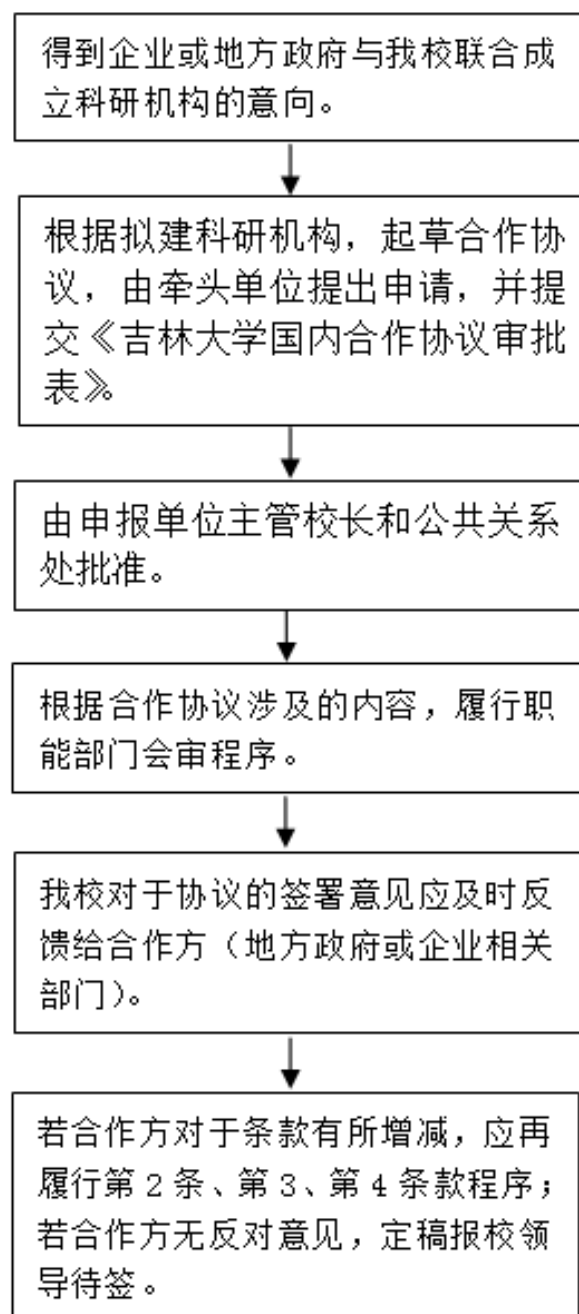 得到企业或地方政府与我校联合成
立科研机构的意向。
根据拟建科研机构，起草合作协
议，由牵头单位提出申请，并提
交《吉林大学国内合作协议审批
表》。
由申报单位主管校长和公共关系
处批准。
根据合作协议涉及的内容，履行职
能部门会审程序。
我校对于协议的签署意见应及时反
馈给合作方（地方政府或企业相关
部门）。
若合作方对于条款有所增减，应再
履行第 2 条、第 3、第 4 条款程序；
若合作方无反对意见，定稿报校领
导待签。